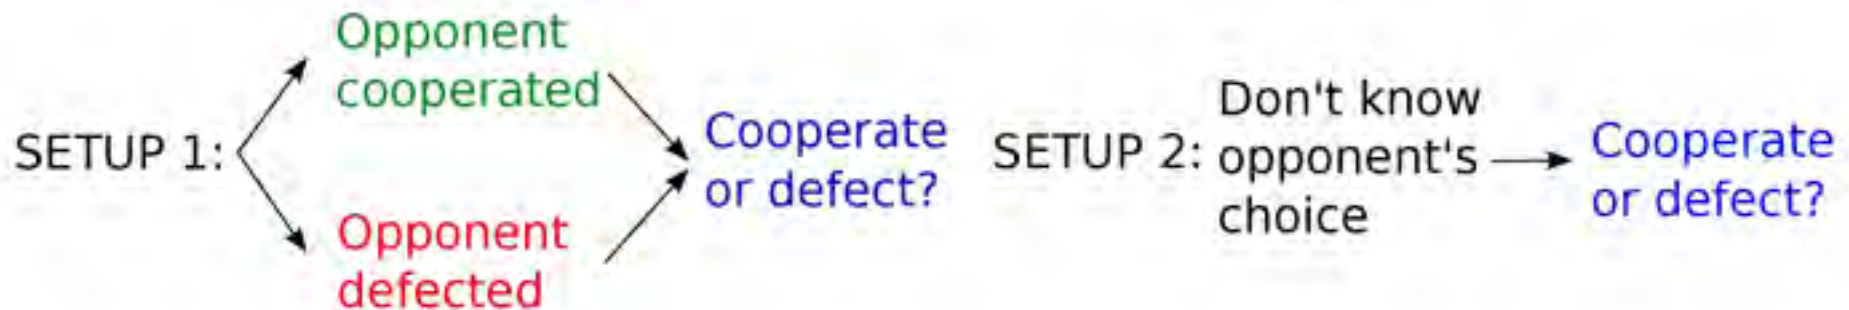 SETUP 1:
Opponent
cooperated
Opponent
defected
Cooperate
or defect?
SETUP 2:
Don't know
opponent's
choice
Cooperate
or defect?